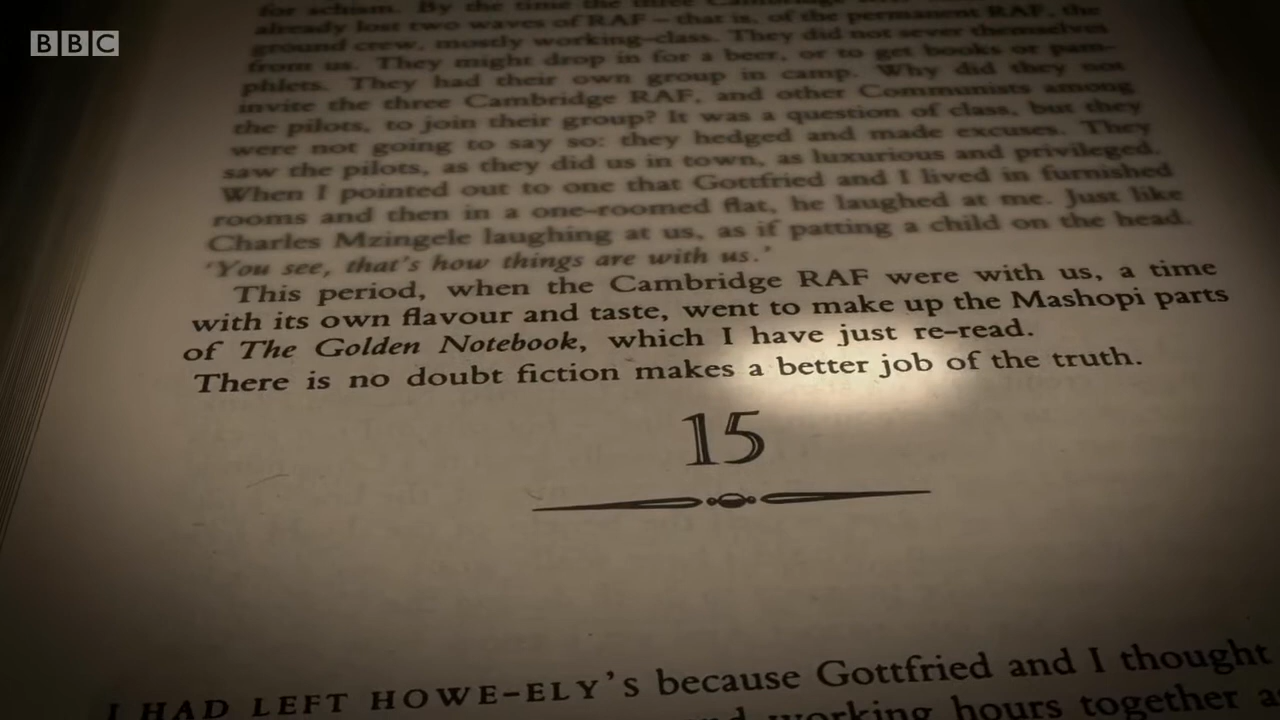 BBC
for schism. By the time the three Cambridge
already lost two waves of RAF – that is, of the permanent RAF, the
ground crew, mostly working-class. They did not sever themselves
from us. They might drop in for a beer, or to get books or pam-
phlets. They had their own group in camp. Why did they not
invite the three Cambridge RAF, and other Communists among
the pilots, to join their group? It was a question of class, but they
were not going to say so: they hedged and made excuses. They
saw the pilots, as they did us in town, as luxurious and privileged.
When I pointed out to one that Gottfried and I lived in furnished
rooms and then in a one-roomed flat, he laughed at me. Just like
Charles Mzingele laughing at us, as if patting a child on the head.
'You see, that's how things are with us.'
This period, when the Cambridge RAF were with us, a time
with its own flavour and taste, went to make up the Mashopi parts
of The Golden Notebook, which I have just re-read.
There is no doubt fiction makes a better job of the truth.
15
I HAD LEFT HOWE-ELY'S because Gottfried and I thought
working hours together